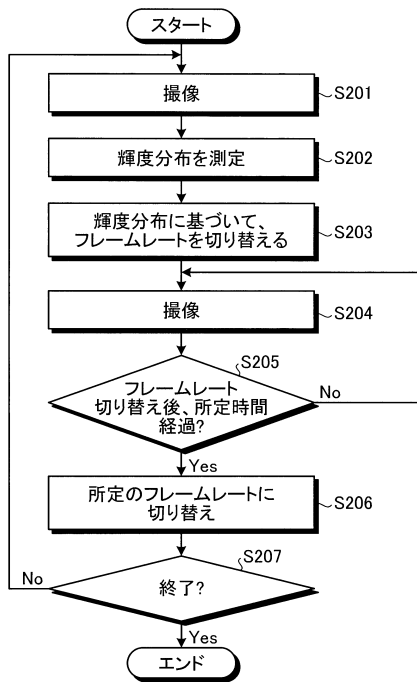 スタート
撮像
S201
輝度分布を測定
S202
輝度分布に基づいて、
フレームレートを切り替える
S203
撮像
S204
S205
フレームレート
切り替え後、所定時間
経過?
No
Yes
所定のフレームレートに
切り替え
S206
S207
終了?
No
Yes
エンド